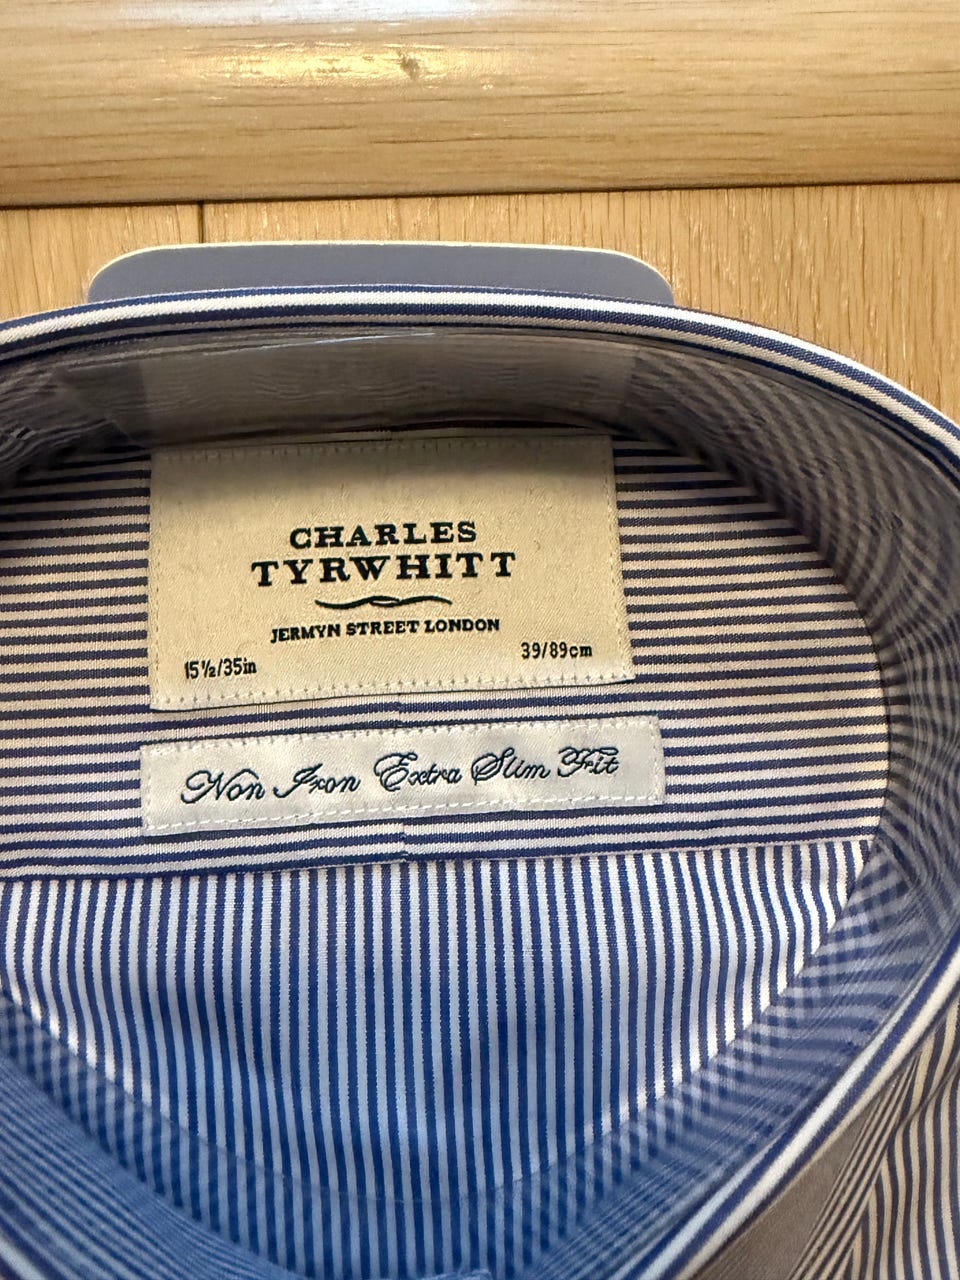 CHARLES
TYRWHITT
JERMYN STREET LONDON
15½/35in
39/89cm
Non Iron Extra Slim Fit